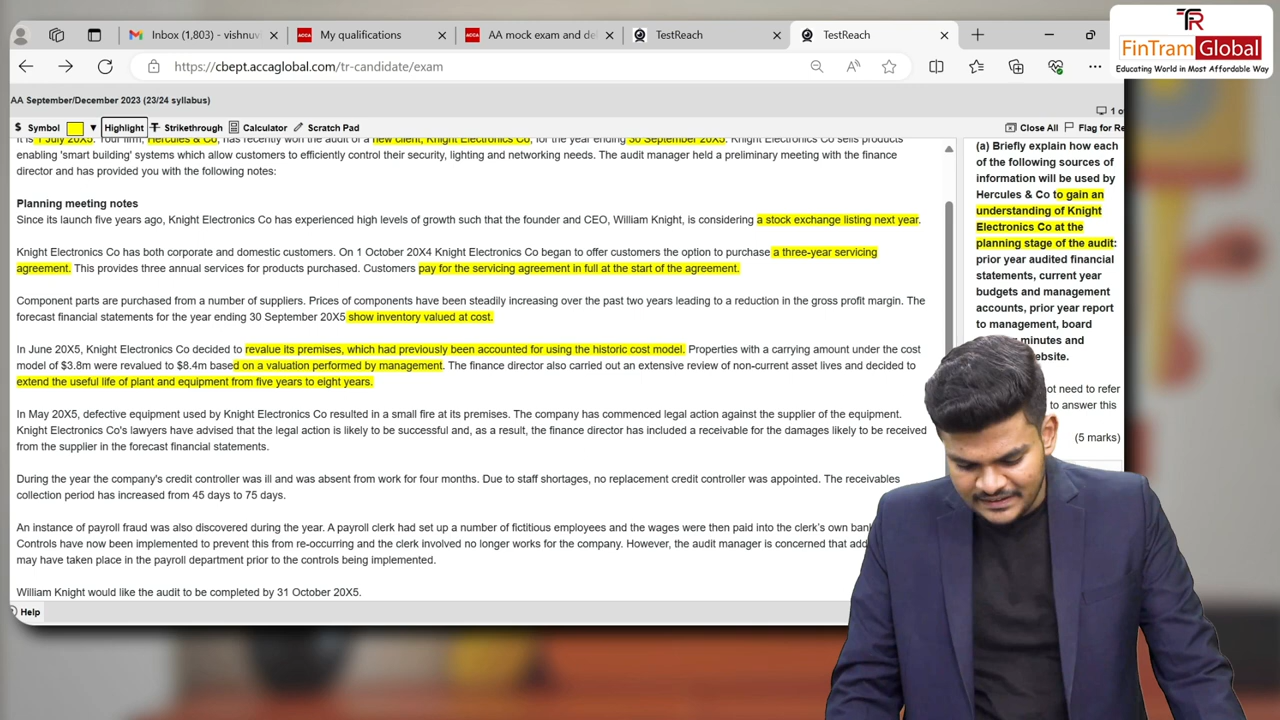 FinTram Global
Educating World in Most Affordable Way
Inbox (1,803) - vishnuv
ACCA My qualifications
ACCA AA mock exam and de
TestReach
TestReach
https://cbept.accaglobal.com/tr-candidate/exam
AA September/December 2023 (23/24 syllabus)
1 o
$ Symbol Highlight Strikethrough Calculator Scratch Pad Close All Flag for Re
It is 1 July 20X5. Your firm, Hercules & Co, has recently won the audit of a new client, Knight Electronics Co, for the year ending 30 September 20X5. Knight Electronics Co sells products
enabling 'smart building' systems which allow customers to efficiently control their security, lighting and networking needs. The audit manager held a preliminary meeting with the finance
director and has provided you with the following notes:
Planning meeting notes
Since its launch five years ago, Knight Electronics Co has experienced high levels of growth such that the founder and CEO, William Knight, is considering a stock exchange listing next year.
Knight Electronics Co has both corporate and domestic customers. On 1 October 20X4 Knight Electronics Co began to offer customers the option to purchase a three-year servicing
agreement. This provides three annual services for products purchased. Customers pay for the servicing agreement in full at the start of the agreement.
Component parts are purchased from a number of suppliers. Prices of components have been steadily increasing over the past two years leading to a reduction in the gross profit margin. The
forecast financial statements for the year ending 30 September 20X5 show inventory valued at cost.
In June 20X5, Knight Electronics Co decided to revalue its premises, which had previously been accounted for using the historic cost model. Properties with a carrying amount under the cost
model of $3.8m were revalued to $8.4m based on a valuation performed by management. The finance director also carried out an extensive review of non-current asset lives and decided to
extend the useful life of plant and equipment from five years to eight years.
In May 20X5, defective equipment used by Knight Electronics Co resulted in a small fire at its premises. The company has commenced legal action against the supplier of the equipment.
Knight Electronics Co's lawyers have advised that the legal action is likely to be successful and, as a result, the finance director has included a receivable for the damages likely to be received
from the supplier in the forecast financial statements.
During the year the company's credit controller was ill and was absent from work for four months. Due to staff shortages, no replacement credit controller was appointed. The receivables
collection period has increased from 45 days to 75 days.
An instance of payroll fraud was also discovered during the year. A payroll clerk had set up a number of fictitious employees and the wages were then paid into the clerk's own ban
Controls have now been implemented to prevent this from re-occurring and the clerk involved no longer works for the company. However, the audit manager is concerned that add
may have taken place in the payroll department prior to the controls being implemented.
William Knight would like the audit to be completed by 31 October 20X5.
Help
(a) Briefly explain how each
of the following sources of
information will be used by
Hercules & Co to gain an
understanding of Knight
Electronics Co at the
planning stage of the audit:
prior year audited financial
statements, current year
budgets and management
accounts, prior year report
to management, board
minutes and
ebsite.
ot need to refer
to answer this
(5 marks)